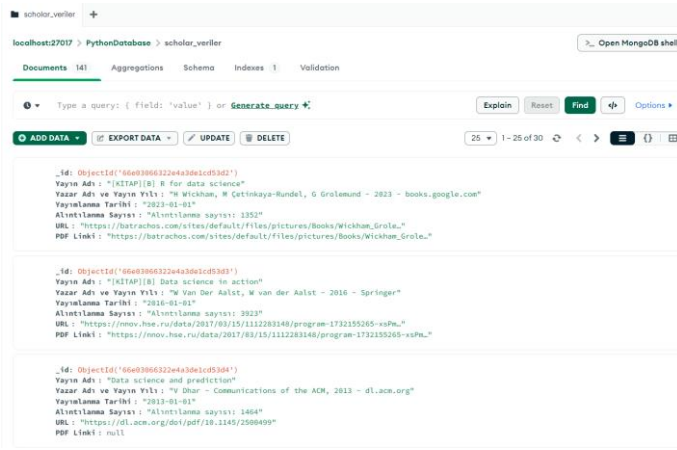 scholar_veriler +
localhost:27017 > PythonDatabase > scholar_veriler
>_ Open MongoDB shell
Documents 141 Aggregations Schema Indexes 1 Validation
Type a query: { field: 'value' } or Generate query
Explain Reset Find </> Options
ADD DATA EXPORT DATA UPDATE DELETE
25 1 – 25 of 30
_id: ObjectId('66e03066322e4a3de1cd53d2')
Yayın Adı : "[KİTAP][B] R for data science"
Yazar Adı ve Yayın Yılı : "H Wickham, M Çetinkaya-Rundel, G Grolemund - 2023 - books.google.com"
Yayımlanma Tarihi : "2023-01-01"
Alıntılanma Sayısı : "Alıntılanma sayısı: 1352"
URL : "https://batrachos.com/sites/default/files/pictures/Books/Wickham_Grole…"
PDF Linki : "https://batrachos.com/sites/default/files/pictures/Books/Wickham_Grole…"
_id: ObjectId('66e03066322e4a3de1cd53d3')
Yayın Adı : "[KİTAP][B] Data science in action"
Yazar Adı ve Yayın Yılı : "W Van Der Aalst, W van der Aalst - 2016 - Springer"
Yayımlanma Tarihi : "2016-01-01"
Alıntılanma Sayısı : "Alıntılanma sayısı: 3923"
URL : "https://nnov.hse.ru/data/2017/03/15/1112283148/program-1732155265-xsPm…"
PDF Linki : "https://nnov.hse.ru/data/2017/03/15/1112283148/program-1732155265-xsPm…"
_id: ObjectId('66e03066322e4a3de1cd53d4')
Yayın Adı : "Data science and prediction"
Yazar Adı ve Yayın Yılı : "V Dhar - Communications of the ACM, 2013 - dl.acm.org"
Yayımlanma Tarihi : "2013-01-01"
Alıntılanma Sayısı : "Alıntılanma sayısı: 1464"
URL : "https://dl.acm.org/doi/pdf/10.1145/2500499"
PDF Linki : null